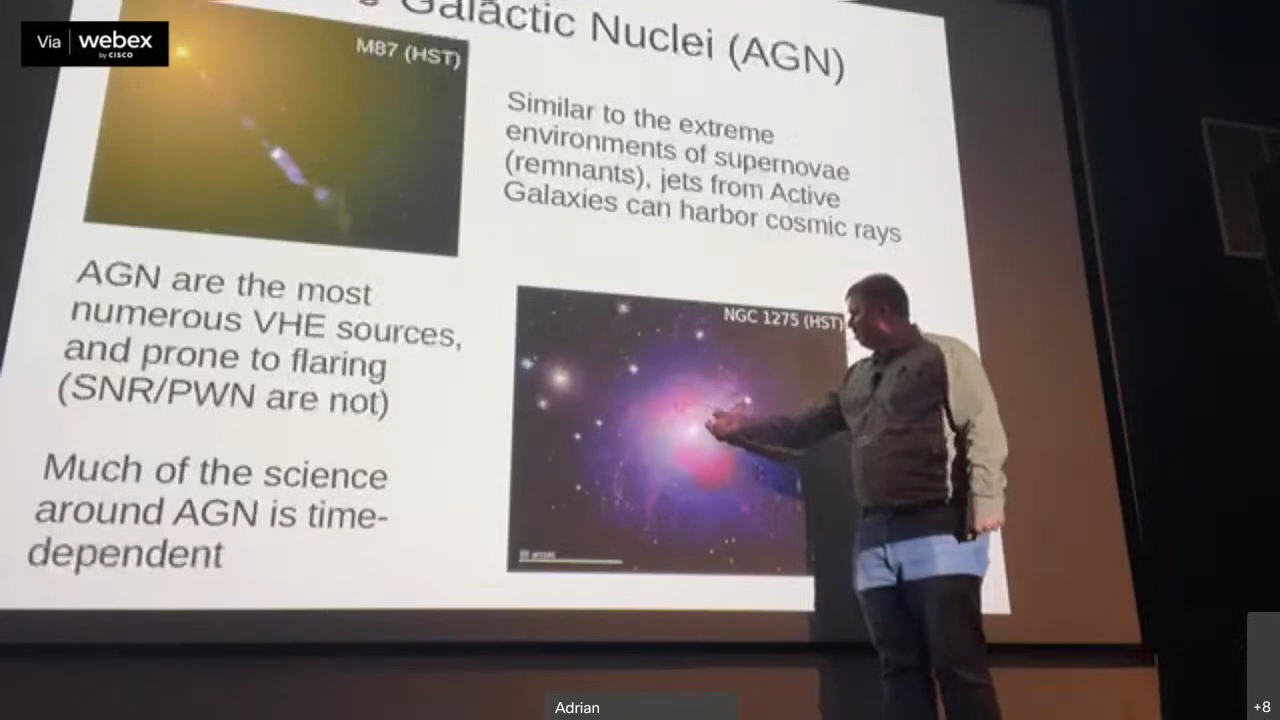 Via webex
by CISCO
Galactic Nuclei (AGN)
M87 (HST)
Similar to the extreme
environments of supernovae
(remnants), jets from Active
Galaxies can harbor cosmic rays
AGN are the most
numerous VHE sources,
and prone to flaring
(SNR/PWN are not)
NGC 1275 (HST)
Much of the science
around AGN is time-
dependent
Adrian
+8